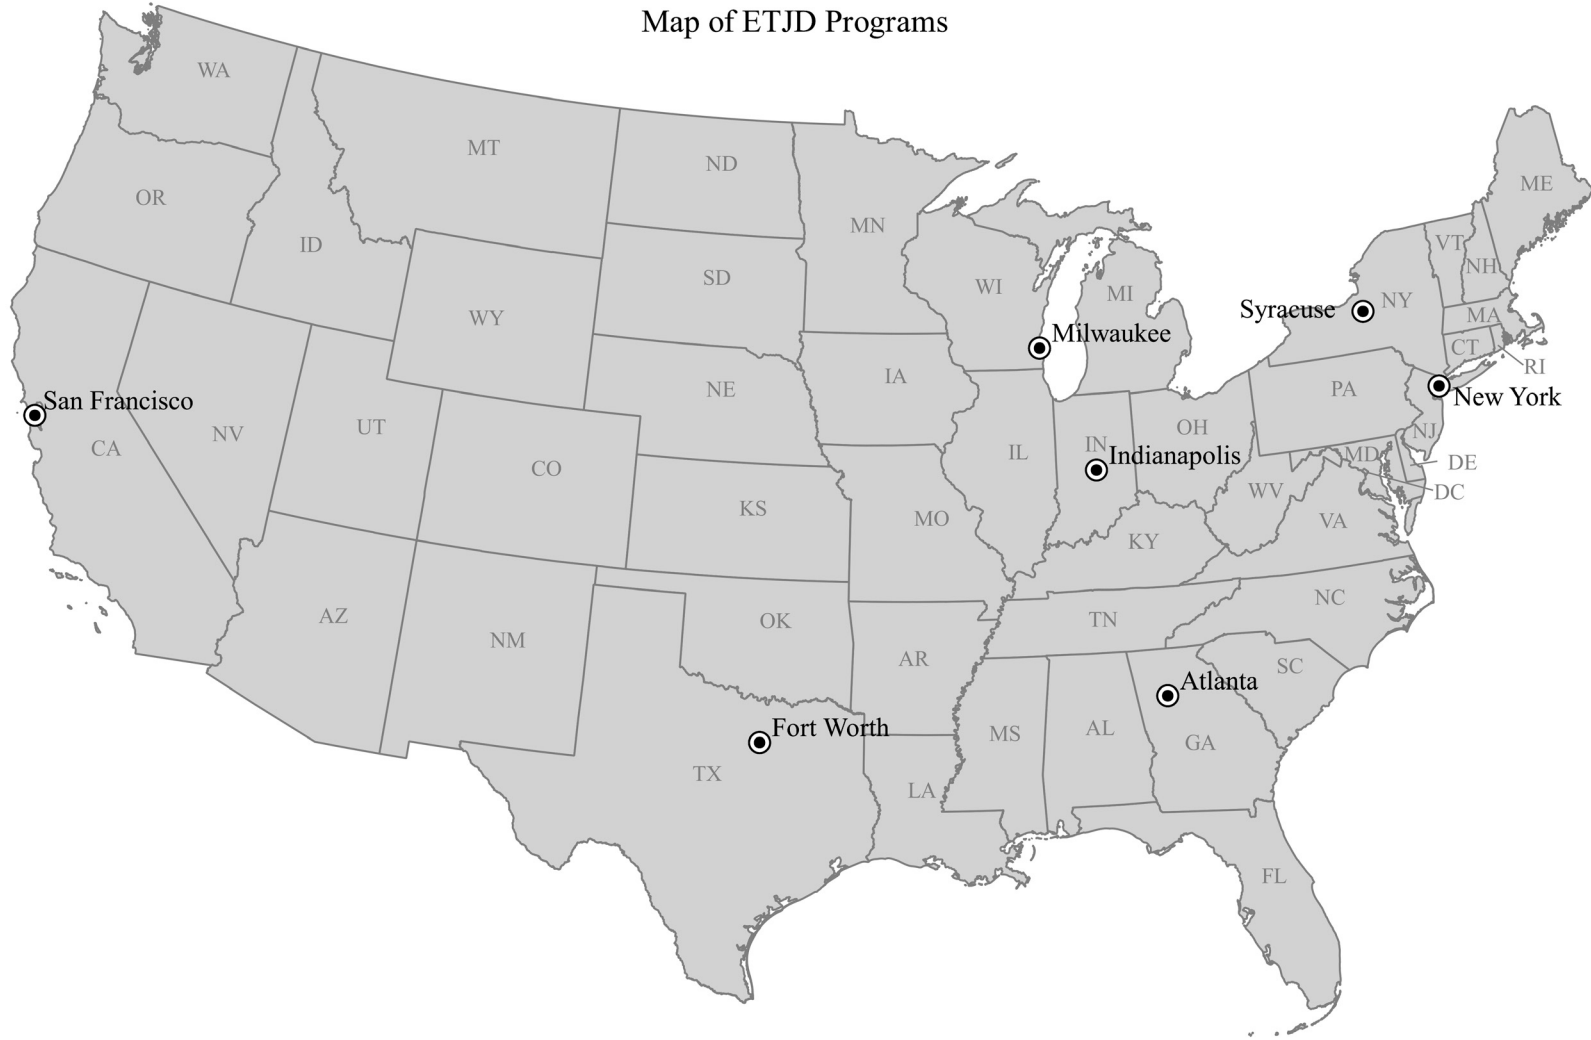 Map of ETJD Programs
WA
MT
ND
ME
OR
MN
ID
VT
NH
SD
WI
MI
NY
Syracuse
WY
MA
Milwaukee
CT
RI
IA
NE
PA
New York
San Francisco
UT
NV
OH
NJ
CA
IN
Indianapolis
IL
MD
DE
CO
WV
DC
KS
MO
VA
KY
NC
AZ
NM
OK
TN
AR
SC
Atlanta
Fort Worth
MS
AL
GA
TX
LA
FL